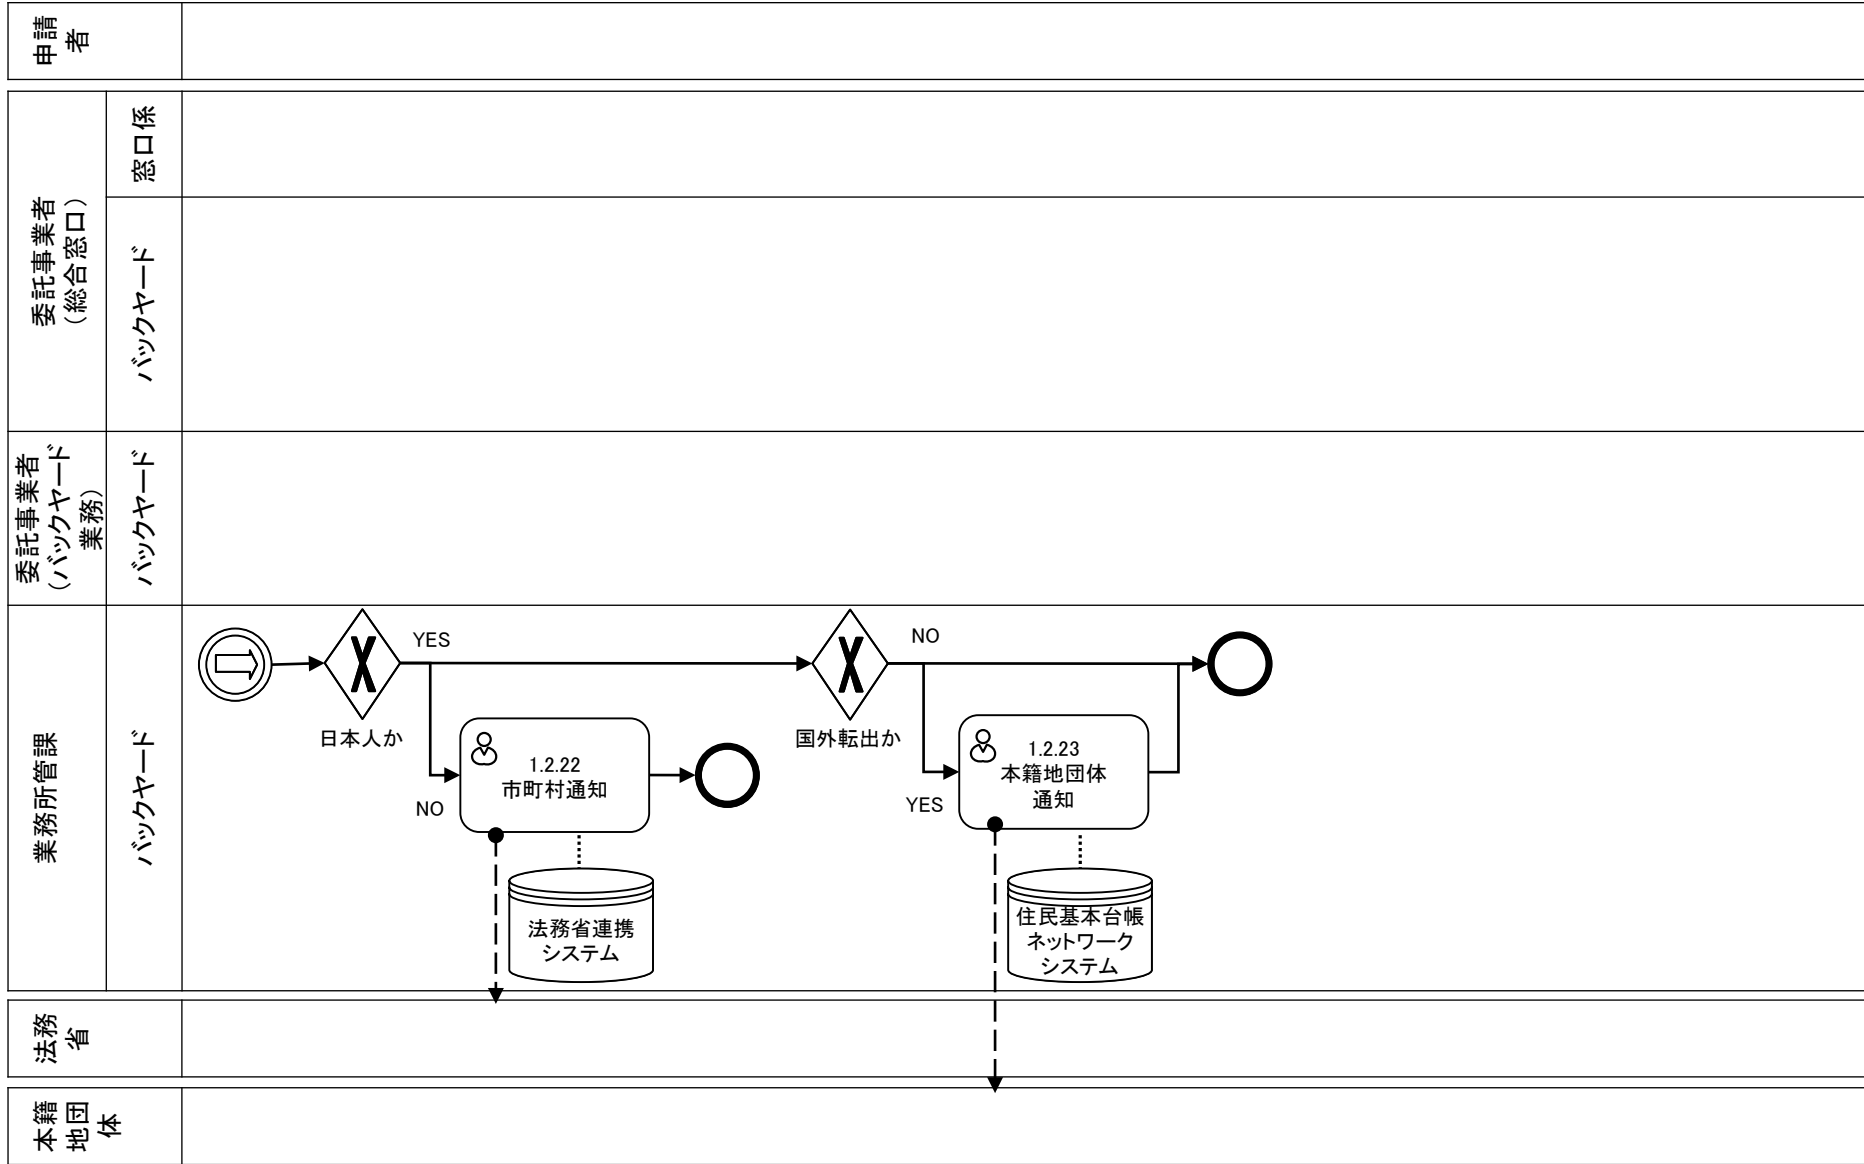 申請
者
委託事業者
（総合窓口）
窓口係
バックヤード
委託事業者
（バックヤード
業務）
バックヤード
業務所管課
バックヤード
YES
日本人か
NO
1.2.22
市町村通知
法務省連携
システム
NO
国外転出か
YES
1.2.23
本籍地団体
通知
住民基本台帳
ネットワーク
システム
法務
省
本籍
地団
体